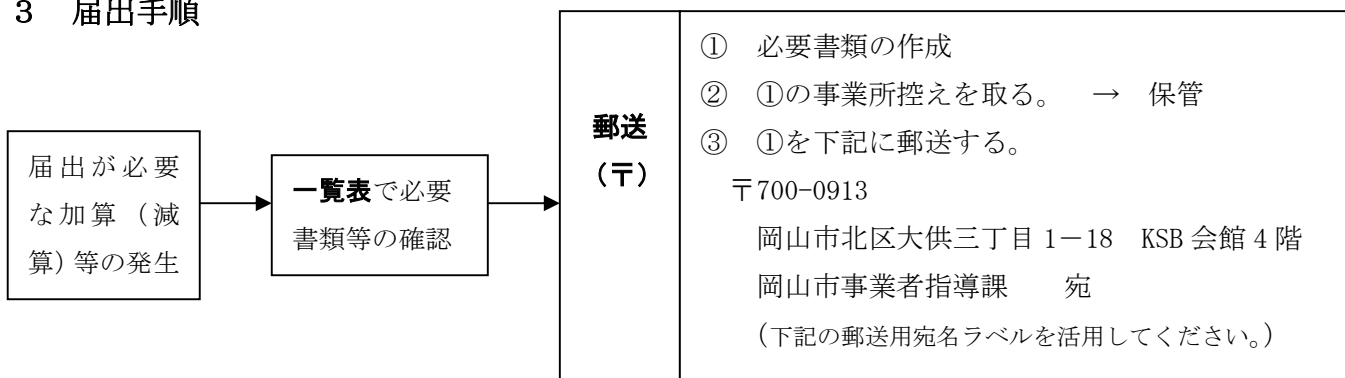 ３　届出手順
届出が必要
な加算（減
算）等の発生
一覧表で必要
書類等の確認
郵送
（〒）
①　必要書類の作成
②　①の事業所控えを取る。　→　保管
③　①を下記に郵送する。
〒700-0913
岡山市北区大供三丁目 1－18　KSB 会館 4 階
岡山市事業者指導課　　宛
（下記の郵送用宛名ラベルを活用してください。）